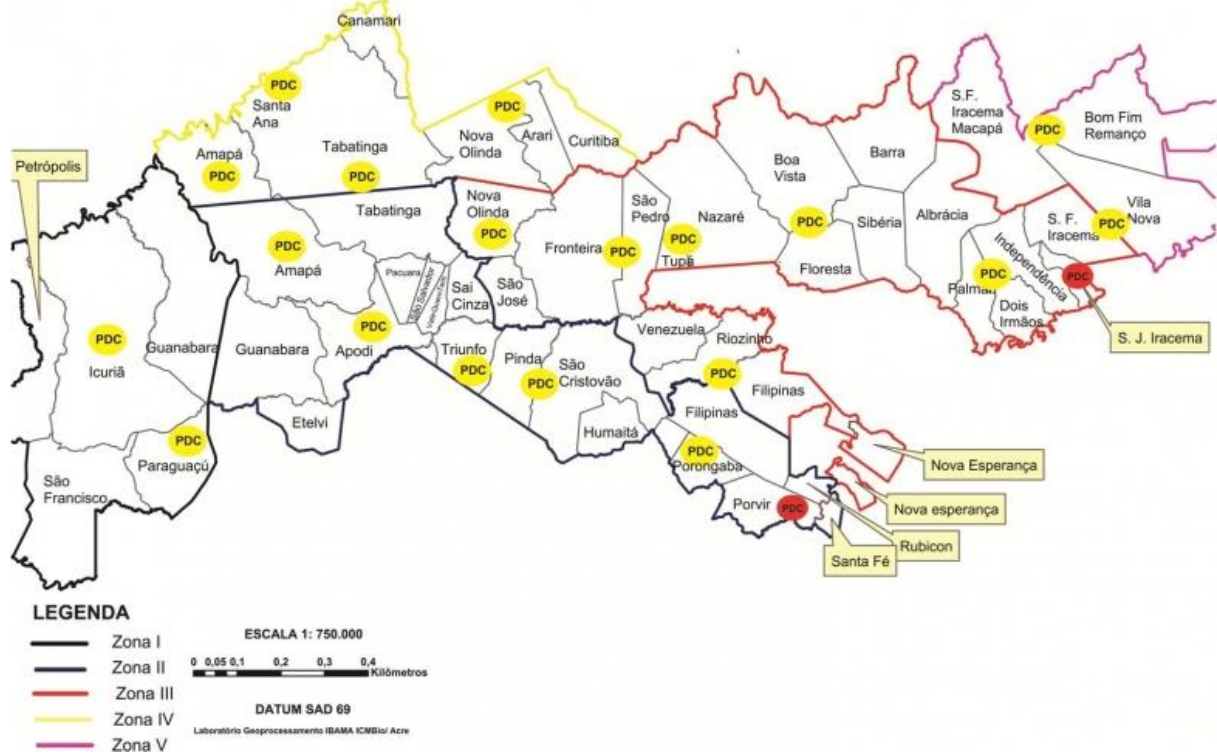 Canamari
PDC
Santa
Ana
Amapá
PDC
Tabatinga
PDC
PDC
Nova
Olinda
Arari
Curitiba
S.F.
Iracema
Macapá
PDC
Bom Fim
Remanço
Petrópolis
Boa
Vista
Barra
Tabatinga
Nova
Olinda
PDC
São
Pedro
Nazaré
PDC
Tupã
PDC
Sibéria
Albrácia
S. F.
Iracema
Vila
Nova
PDC
PDC
Amapá
Fronteira
PDC
Floresta
Independência
PDC
PDC
Palmari
Dois
Irmãos
Pacuara
São Salvador
Sai
Cinza
São
José
PDC
Icuriã
Guanabara
Guanabara
PDC
Apodi
Venezuela
Riozinho
S. J. Iracema
Triunfo
PDC
Pinda
PDC
São
Cristovão
PDC
Filipinas
Etelvi
Filipinas
PDC
Paraguaçú
Humaitá
PDC
Porongaba
Nova Esperança
São
Francisco
Porvir
PDC
Nova esperança
Rubicon
Santa Fé
LEGENDA
Zona I
Zona II
Zona III
Zona IV
Zona V
ESCALA 1: 750.000
0 0,05 0,1 0,2 0,3 0,4
Kilômetros
DATUM SAD 69
Laboratório Geoprocessamento IBAMA ICMBio/ Acre